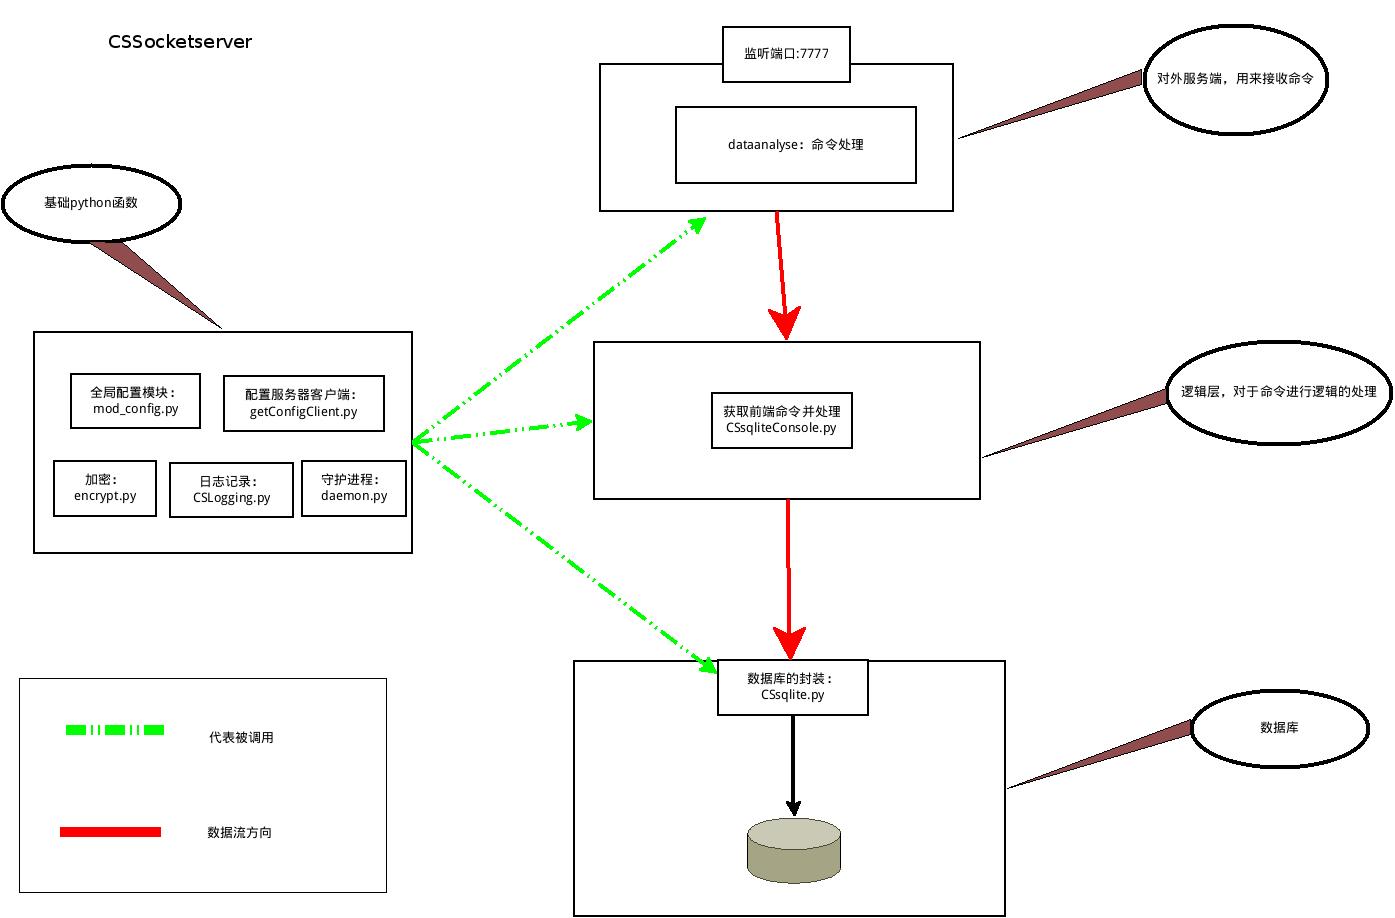 CSSocketserver
监听端口:7777
对外服务端，用来接收命令
dataanalyse：命令处理
基础python函数
全局配置模块：
mod_config.py
配置服务器客户端：
getConfigClient.py
加密：
encrypt.py
日志记录：
CSLogging.py
守护进程：
daemon.py
获取前端命令并处理
CSsqliteConsole.py
逻辑层，对于命令进行逻辑的处理
数据库的封装：
CSsqlite.py
数据库
代表被调用
数据流方向